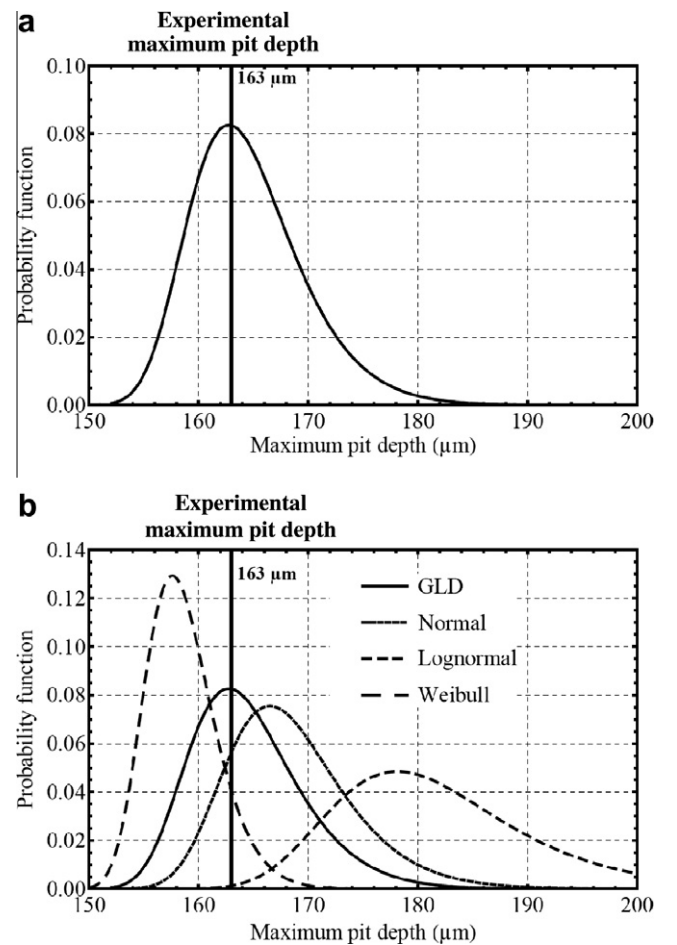 a
Experimental
maximum pit depth
163 µm
0.10
0.08
0.06
0.04
0.02
0.00
Probability function
150 160 170 180 190 200
Maximum pit depth (µm)
b
Experimental
maximum pit depth
163 µm
0.14
0.12
0.10
0.08
0.06
0.04
0.02
0.00
Probability function
GLD
Normal
Lognormal
Weibull
150 160 170 180 190 200
Maximum pit depth (µm)